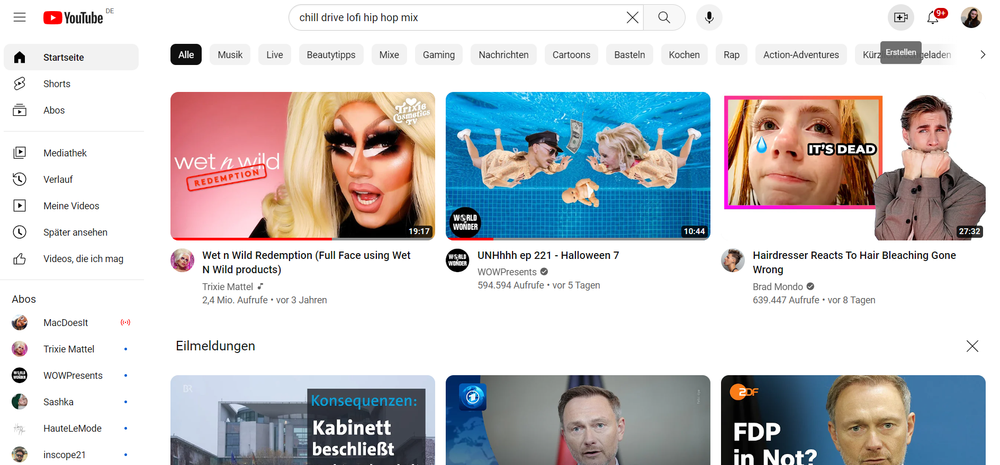 YouTube DE
chill drive lofi hip hop mix
9+
Erstellen
Alle Musik Live Beautytipps Mixe Gaming Nachrichten Cartoons Basteln Kochen Rap Action-Adventures
Startseite
Shorts
Abos
Mediathek
Verlauf
Meine Videos
Später ansehen
Videos, die ich mag
Abos
MacDoesIt
Trixie Mattel
WOWPresents
Sashka
HauteLeMode
inscope21
Trixie
Cosmetics
TV
wet n wild
REDEMPTION
19:17
Wet n Wild Redemption (Full Face using Wet
N Wild products)
Trixie Mattel
2,4 Mio. Aufrufe • vor 3 Jahren
WORLD
WONDER
10:44
WORLD
WONDER
UNHhhh ep 221 - Halloween 7
WOWPresents
594.594 Aufrufe • vor 5 Tagen
IT'S DEAD
27:32
Hairdresser Reacts To Hair Bleaching Gone
Wrong
Brad Mondo
639.447 Aufrufe • vor 8 Tagen
Eilmeldungen
BR
Konsequenzen:
Kabinett
beschließt
1
ZDF
FDP
in Not?